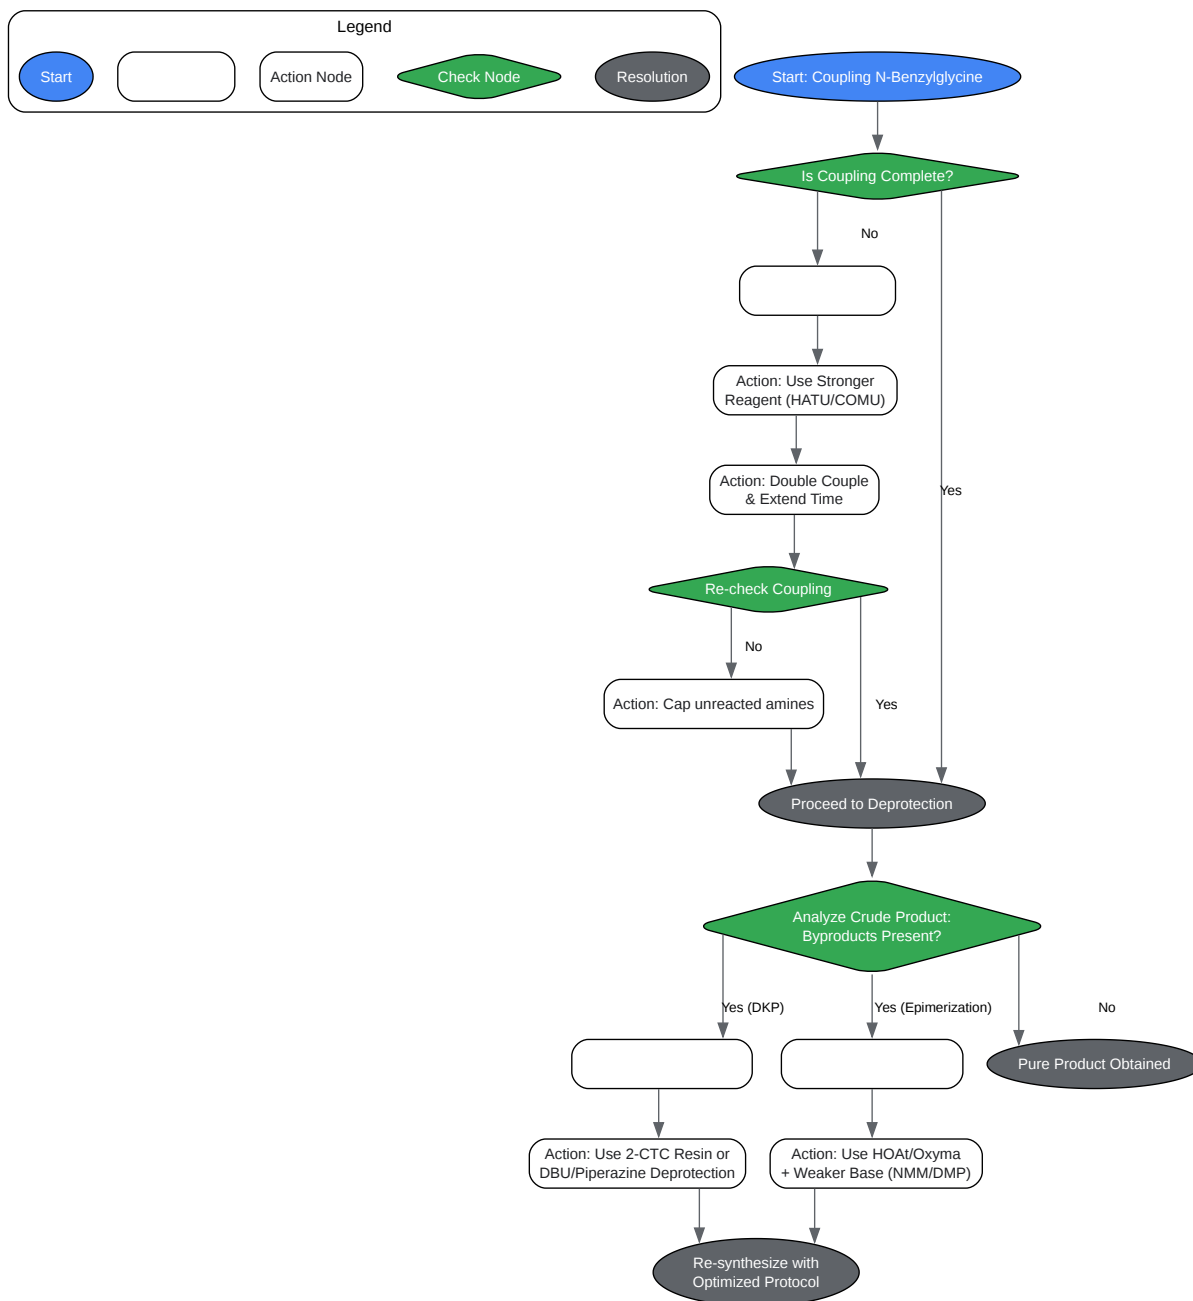 Legend
Start
Action Node
Check Node
Resolution
Start: Coupling N-Benzylglycine
Is Coupling Complete?
No
Action: Use Stronger
Reagent (HATU/COMU)
Action: Double Couple
& Extend Time
Yes
Re-check Coupling
No
Action: Cap unreacted amines
Yes
Proceed to Deprotection
Analyze Crude Product:
Byproducts Present?
Yes (DKP)
Yes (Epimerization)
No
Pure Product Obtained
Action: Use 2-CTC Resin or
DBU/Piperazine Deprotection
Action: Use HOAt/Oxyma
+ Weaker Base (NMM/DMP)
Re-synthesize with
Optimized Protocol